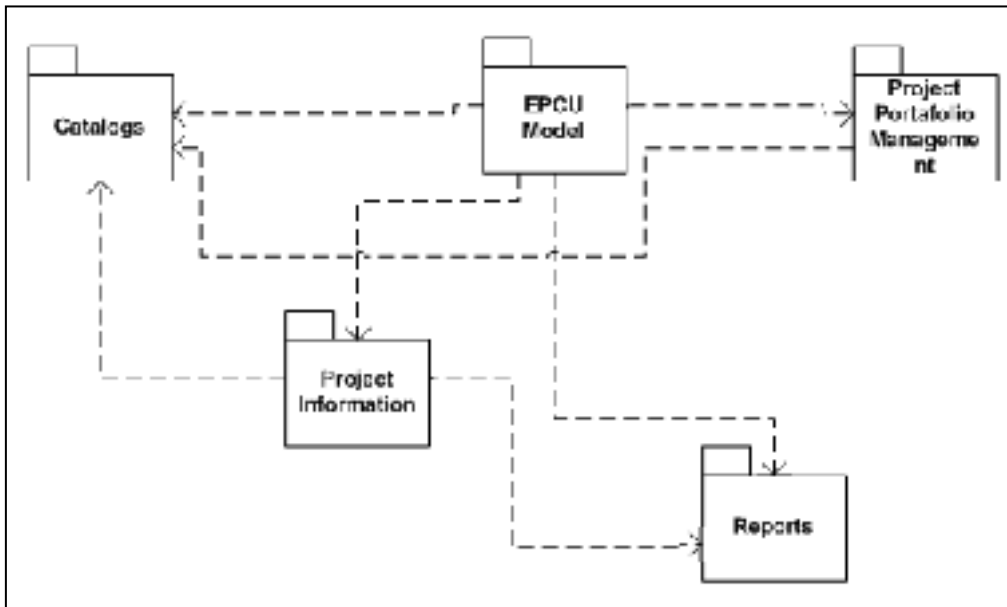 Catalogs
EPCU
Model
Project
Portafolio
Manageme
nt
Project
Information
Reports